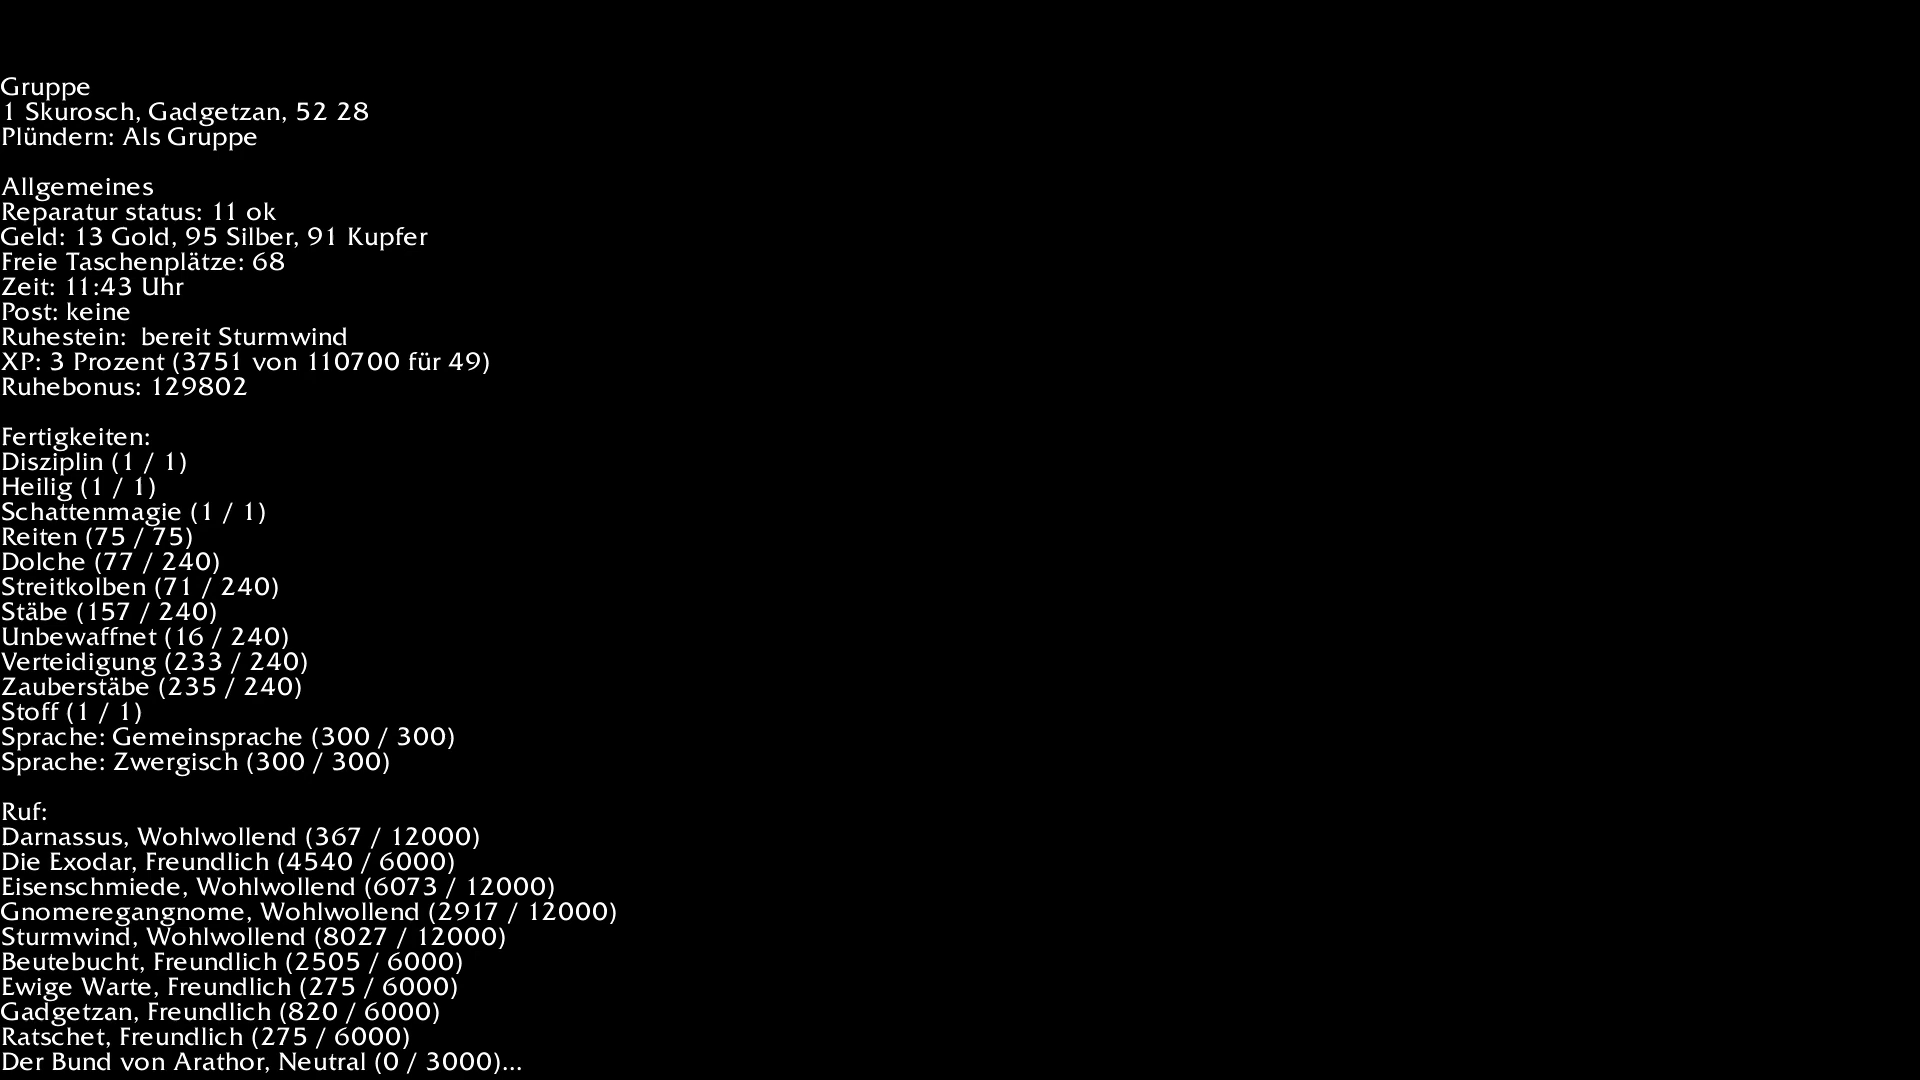 Gruppe
1 Skurosch, Gadgetzan, 52 28
Plündern: Als Gruppe
Allgemeines
Reparatur status: 11 ok
Geld: 13 Gold, 95 Silber, 91 Kupfer
Freie Taschenplätze: 68
Zeit: 11:43 Uhr
Post: keine
Ruhestein:  bereit Sturmwind
XP: 3 Prozent (3751 von 110700 für 49)
Ruhebonus: 129802
Fertigkeiten:
Disziplin (1 / 1)
Heilig (1 / 1)
Schattenmagie (1 / 1)
Reiten (75 / 75)
Dolche (77 / 240)
Streitkolben (71 / 240)
Stäbe (157 / 240)
Unbewaffnet (16 / 240)
Verteidigung (233 / 240)
Zauberstäbe (235 / 240)
Stoff (1 / 1)
Sprache: Gemeinsprache (300 / 300)
Sprache: Zwergisch (300 / 300)
Ruf:
Darnassus, Wohlwollend (367 / 12000)
Die Exodar, Freundlich (4540 / 6000)
Eisenschmiede, Wohlwollend (6073 / 12000)
Gnomeregangnome, Wohlwollend (2917 / 12000)
Sturmwind, Wohlwollend (8027 / 12000)
Beutebucht, Freundlich (2505 / 6000)
Ewige Warte, Freundlich (275 / 6000)
Gadgetzan, Freundlich (820 / 6000)
Ratschet, Freundlich (275 / 6000)
Der Bund von Arathor, Neutral (0 / 3000)...